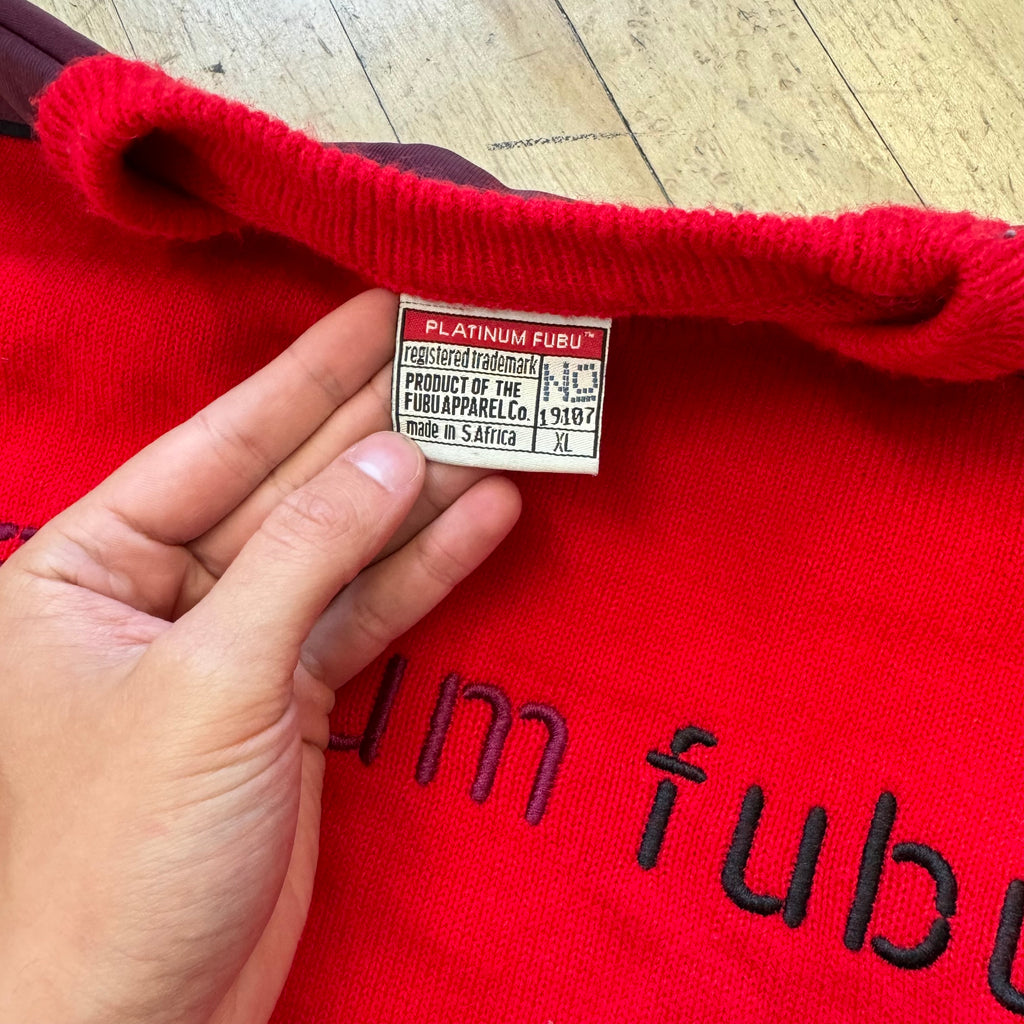 PLATINUM FUBU™
registered trademark
PRODUCT OF THE
FUBU APPAREL Co.
made in S.Africa
NO
19107
XL
um fubu